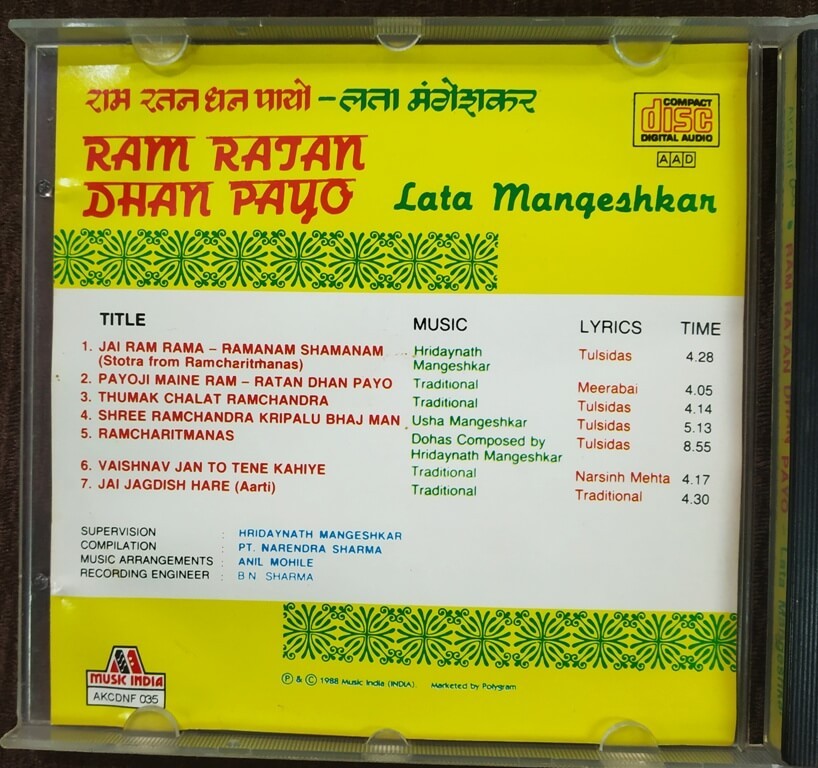 राम रतन धन पायो – लता मंगेशकर
RAM RATAN
DHAN PAYO Lata Mangeshkar
COMPACT
disc
DIGITAL AUDIO
AAD
TITLE MUSIC LYRICS TIME
1. JAI RAM RAMA – RAMANAM SHAMANAM Hridaynath Tulsidas 4.28
(Stotra from Ramcharitmanas) Mangeshkar
2. PAYOJI MAINE RAM – RATAN DHAN PAYO Traditional Meerabai 4.05
3. THUMAK CHALAT RAMCHANDRA Traditional Tulsidas 4.14
4. SHREE RAMCHANDRA KRIPALU BHAJ MAN Usha Mangeshkar Tulsidas 5.13
5. RAMCHARITMANAS Dohas Composed by Tulsidas 8.55
Hridaynath Mangeshkar
6. VAISHNAV JAN TO TENE KAHIYE Traditional Narsinh Mehta 4.17
7. JAI JAGDISH HARE (Aarti) Traditional Traditional 4.30
SUPERVISION : HRIDAYNATH MANGESHKAR
COMPILATION : PT. NARENDRA SHARMA
MUSIC ARRANGEMENTS : ANIL MOHILE
RECORDING ENGINEER : B.N. SHARMA
MUSIC INDIA
AKCDNF 035
Ⓟ & © 1988 Music India (INDIA). Marketed by Polygram
RAM RATAN DHAN PAYO Lata Mangeshkar